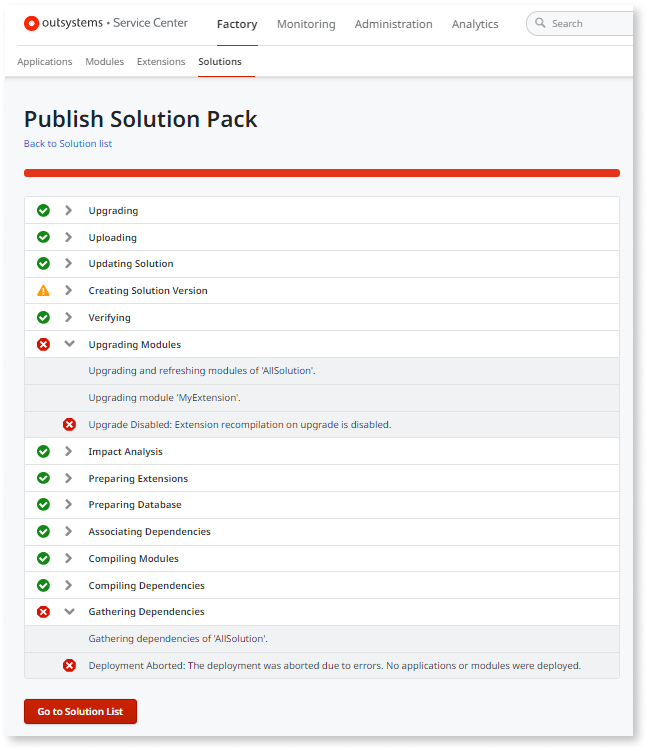 outsystems • Service Center
Factory Monitoring Administration Analytics Search
Applications Modules Extensions Solutions
Publish Solution Pack
Back to Solution list
Upgrading
Uploading
Updating Solution
Creating Solution Version
Verifying
Upgrading Modules
Upgrading and refreshing modules of 'AllSolution'.
Upgrading module 'MyExtension'.
Upgrade Disabled: Extension recompilation on upgrade is disabled.
Impact Analysis
Preparing Extensions
Preparing Database
Associating Dependencies
Compiling Modules
Compiling Dependencies
Gathering Dependencies
Gathering dependencies of 'AllSolution'.
Deployment Aborted: The deployment was aborted due to errors. No applications or modules were deployed.
Go to Solution List